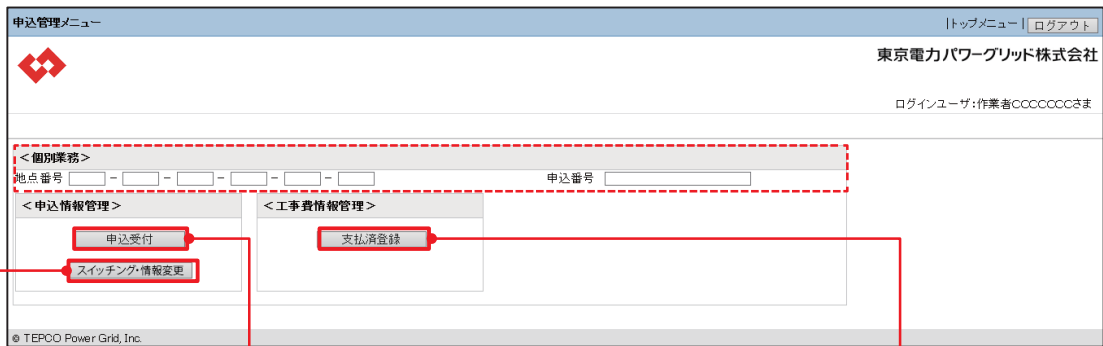 申込管理メニュー |トップメニュー| ログアウト
東京電力パワーグリッド株式会社
ログインユーザ:作業者CCCCCCCさま
<個別業務>
地点番号 - - - - - 申込番号
<申込情報管理> <工事費情報管理>
申込受付 支払済登録
スイッチング・情報変更
© TEPCO Power Grid, Inc.